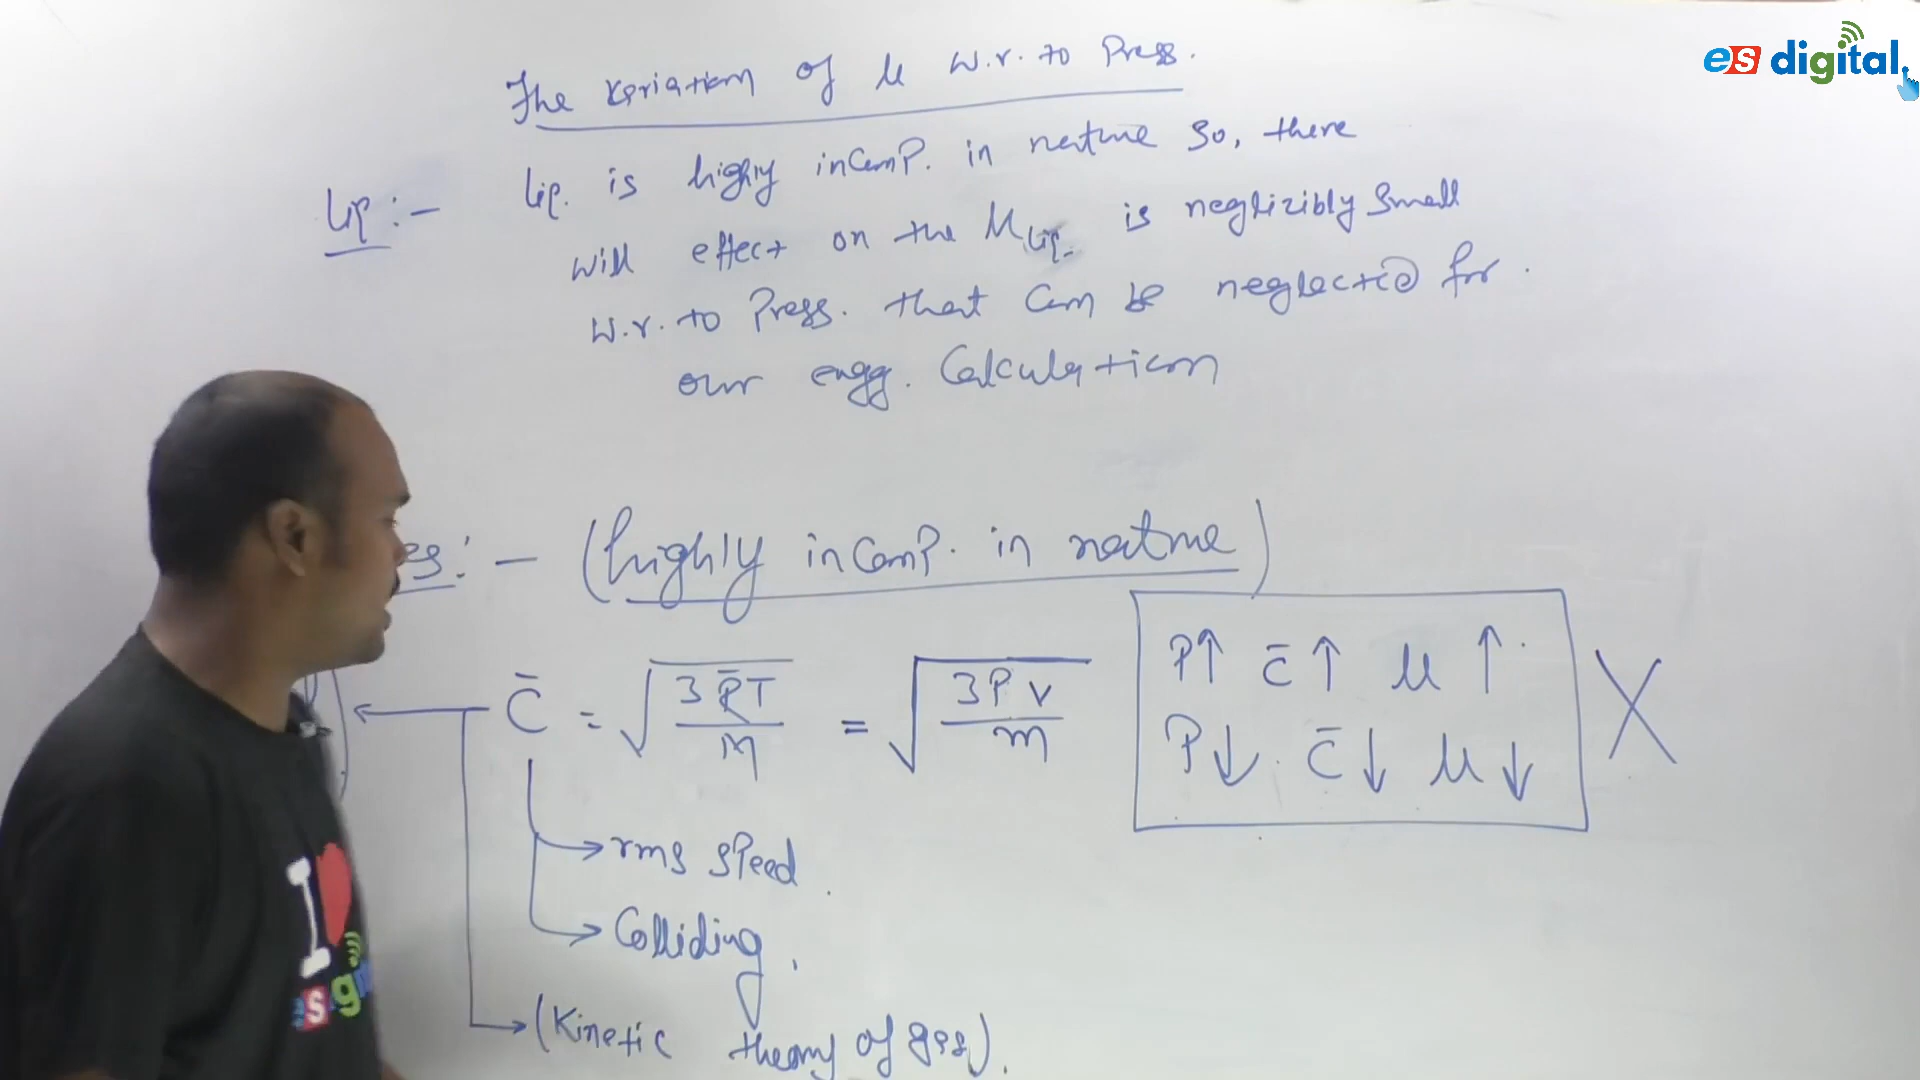 es digital.
The variation of μ w.r. to Press.
Liq:- Liq. is highly incomp. in nature so, there
will effect on the μ liq. is neglizibly small
w.r. to Press. that can be neglected for
our engg. Calculation
es:- (highly incomp. in nature)
C̄ = √(3R̄T/M) = √(3PV/m)
P↑ C̄↑ μ↑
P↓. C̄↓ μ↓
X
→ rms speed.
→ Colliding.
→ (Kinetic theory of gas).
I
es